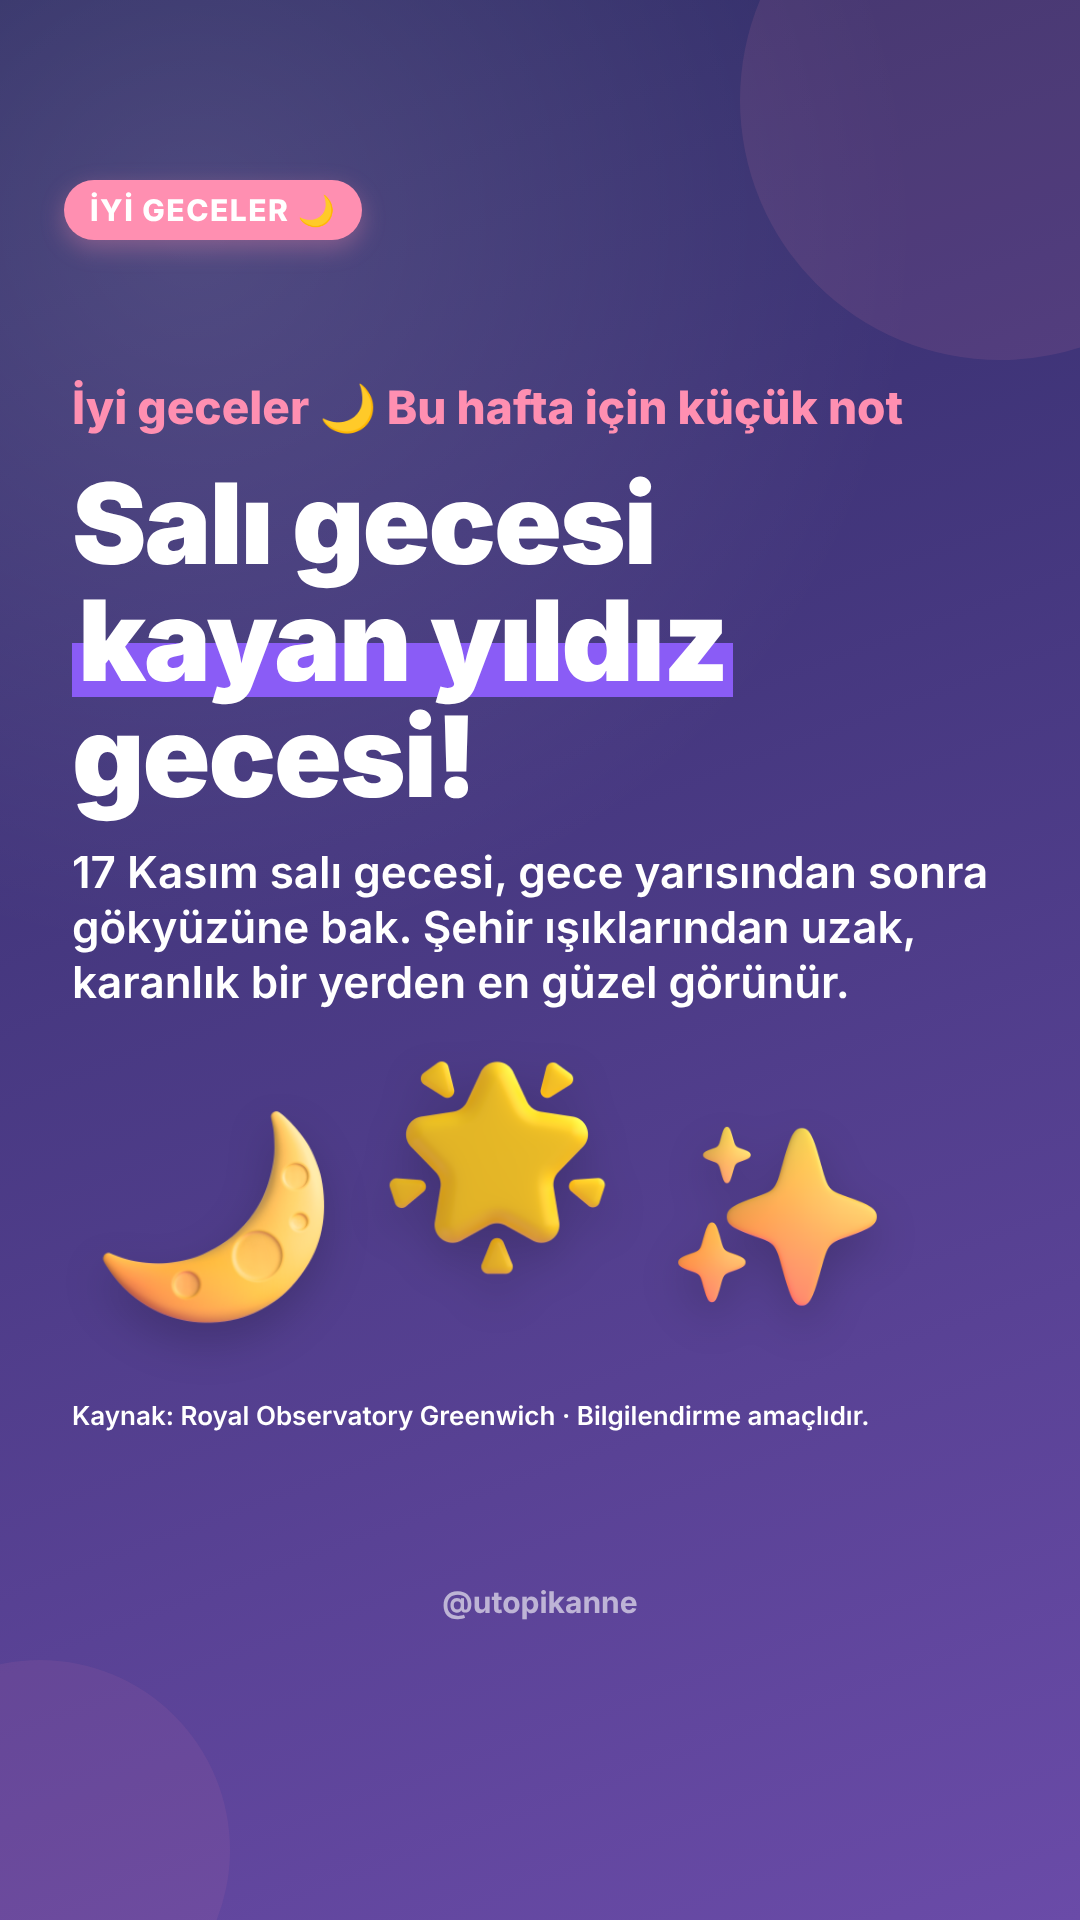 İYİ GECELER 🌙
İyi geceler 🌙 Bu hafta için küçük not
Salı gecesi
kayan yıldız
gecesi!
17 Kasım salı gecesi, gece yarısından sonra
gökyüzüne bak. Şehir ışıklarından uzak,
karanlık bir yerden en güzel görünür.
Kaynak: Royal Observatory Greenwich · Bilgilendirme amaçlıdır.
@utopikanne